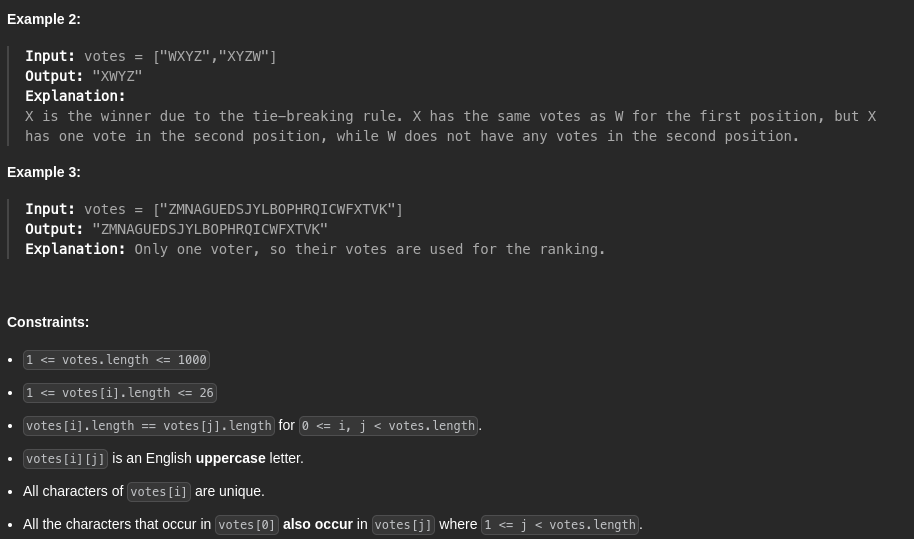 Example 2:
Input: votes = ["WXYZ","XYZW"]
Output: "XWYZ"
Explanation:
X is the winner due to the tie-breaking rule. X has the same votes as W for the first position, but X
has one vote in the second position, while W does not have any votes in the second position.
Example 3:
Input: votes = ["ZMNAGUEDSJYLBOPHRQICWFXTVK"]
Output: "ZMNAGUEDSJYLBOPHRQICWFXTVK"
Explanation: Only one voter, so their votes are used for the ranking.
Constraints:
• 1 <= votes.length <= 1000
• 1 <= votes[i].length <= 26
• votes[i].length == votes[j].length for 0 <= i, j < votes.length.
• votes[i][j] is an English uppercase letter.
• All characters of votes[i] are unique.
• All the characters that occur in votes[0] also occur in votes[j] where 1 <= j < votes.length.